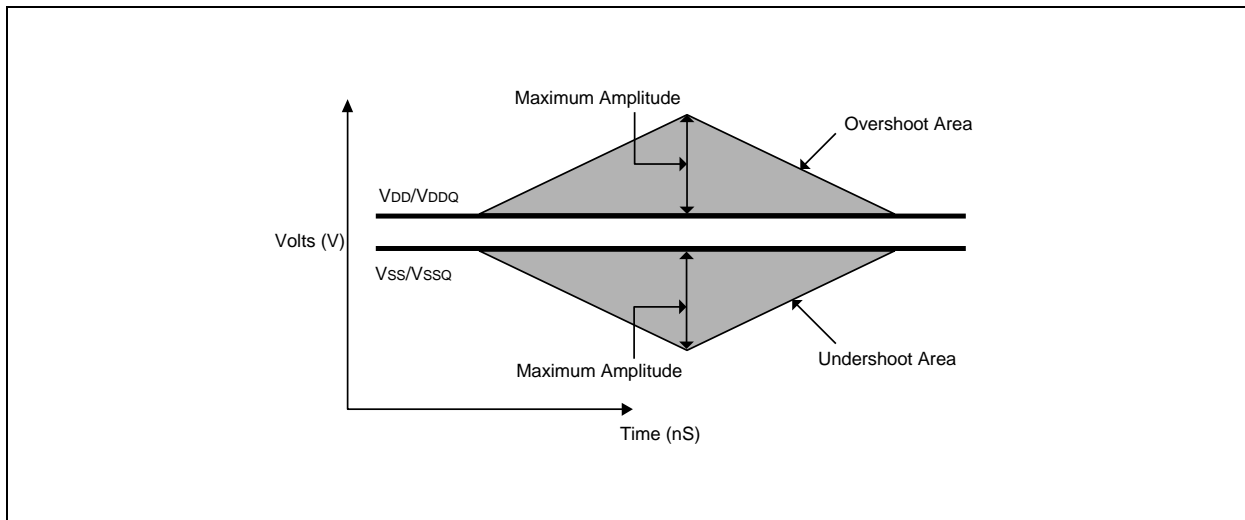 Maximum Amplitude
Overshoot Area
VDD/VDDQ
Volts (V)
VSS/VSSQ
Maximum Amplitude
Undershoot Area
Time (nS)